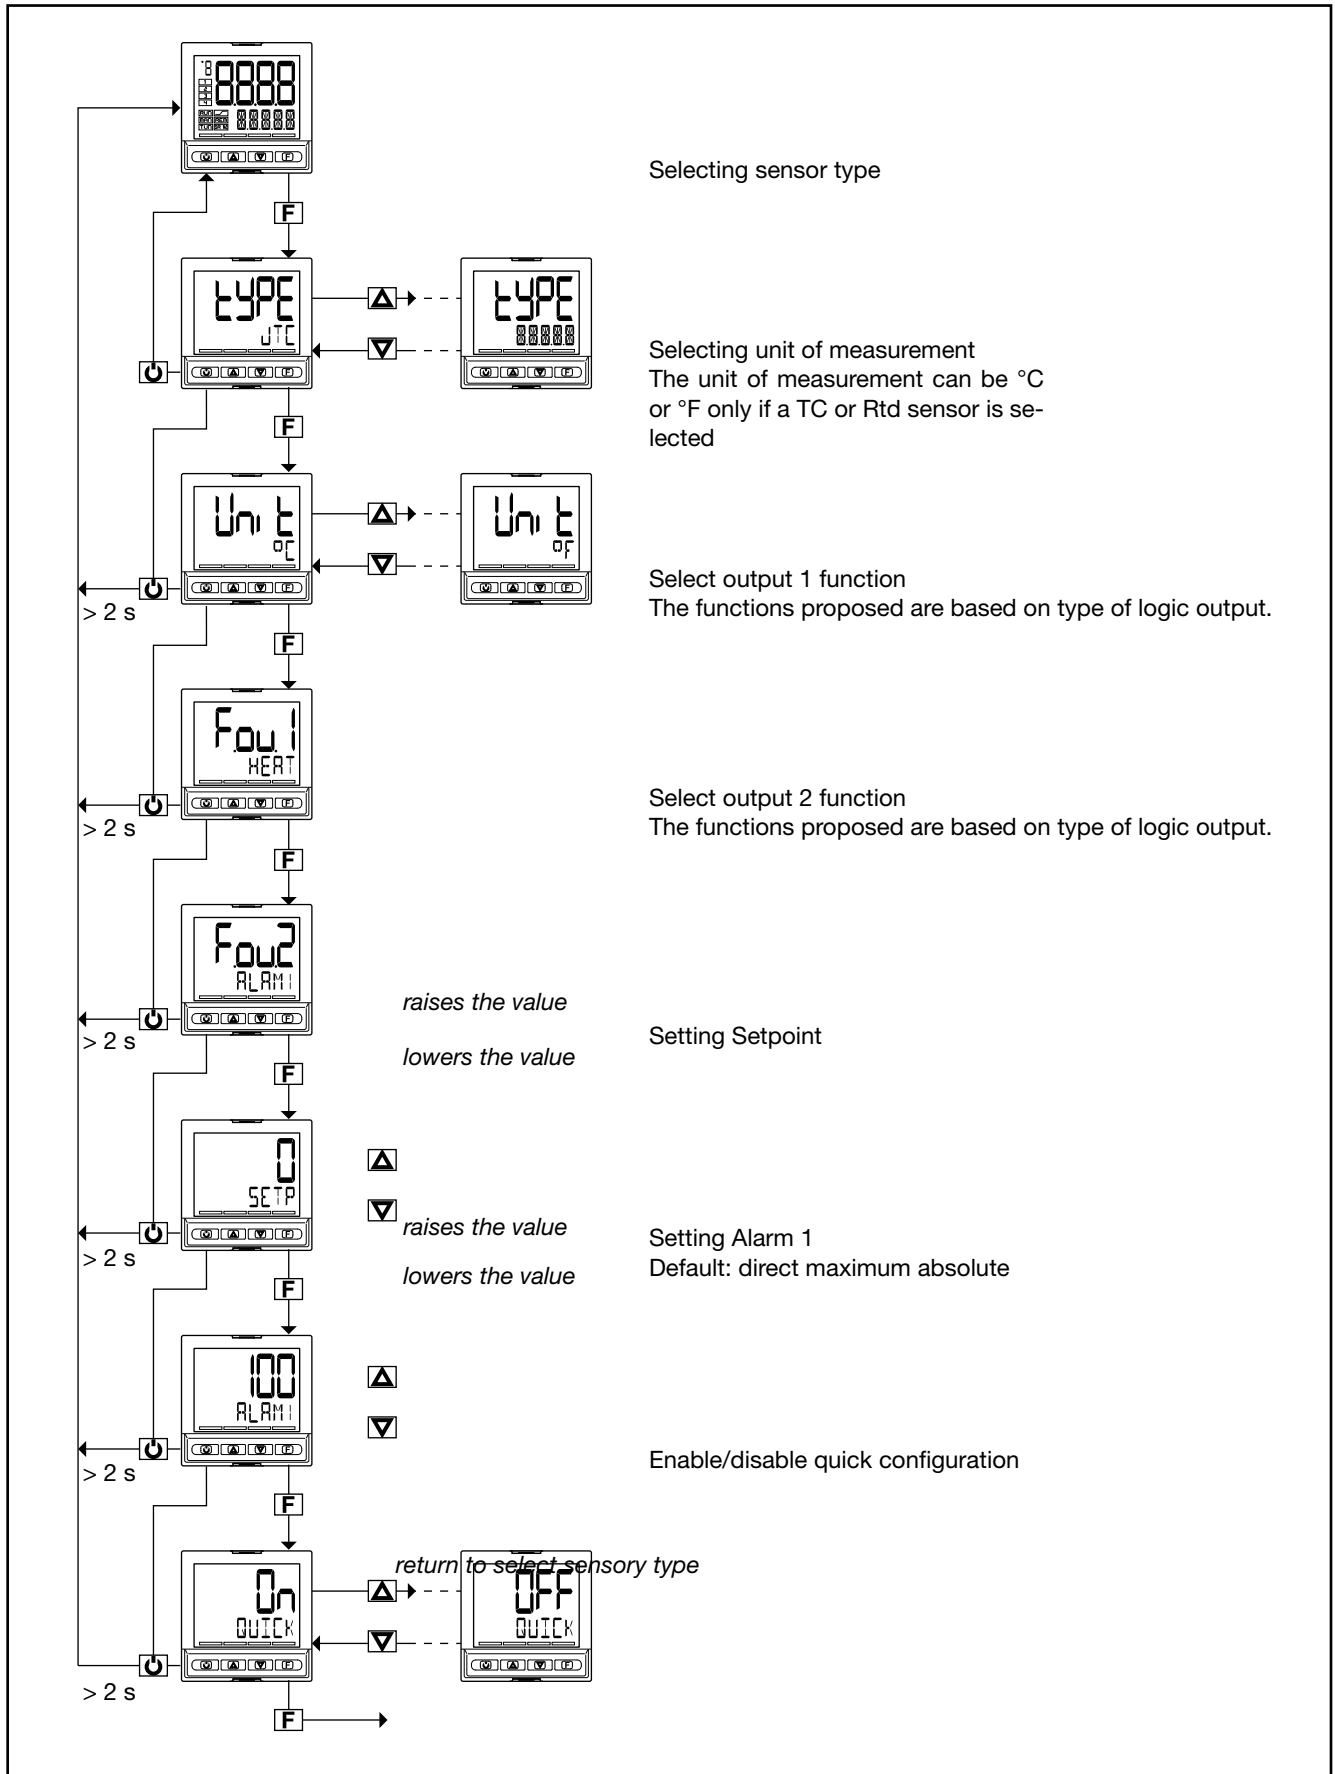 8.8.8.8
Selecting sensor type
F
tYPE
JTC
tYPE
Selecting unit of measurement
The unit of measurement can be °C
or °F only if a TC or Rtd sensor is se-
lected
F
Unit
°C
Unit
°F
> 2 s
Select output 1 function
The functions proposed are based on type of logic output.
F
F.ou.1
HEAT
> 2 s
Select output 2 function
The functions proposed are based on type of logic output.
F
F.ou.2
ALAM1
> 2 s
raises the value
lowers the value
Setting Setpoint
F
0
SETP
> 2 s
raises the value
lowers the value
Setting Alarm 1
Default: direct maximum absolute
F
100
ALAM1
> 2 s
Enable/disable quick configuration
F
return to select sensory type
On
QUICK
OFF
QUICK
> 2 s
F